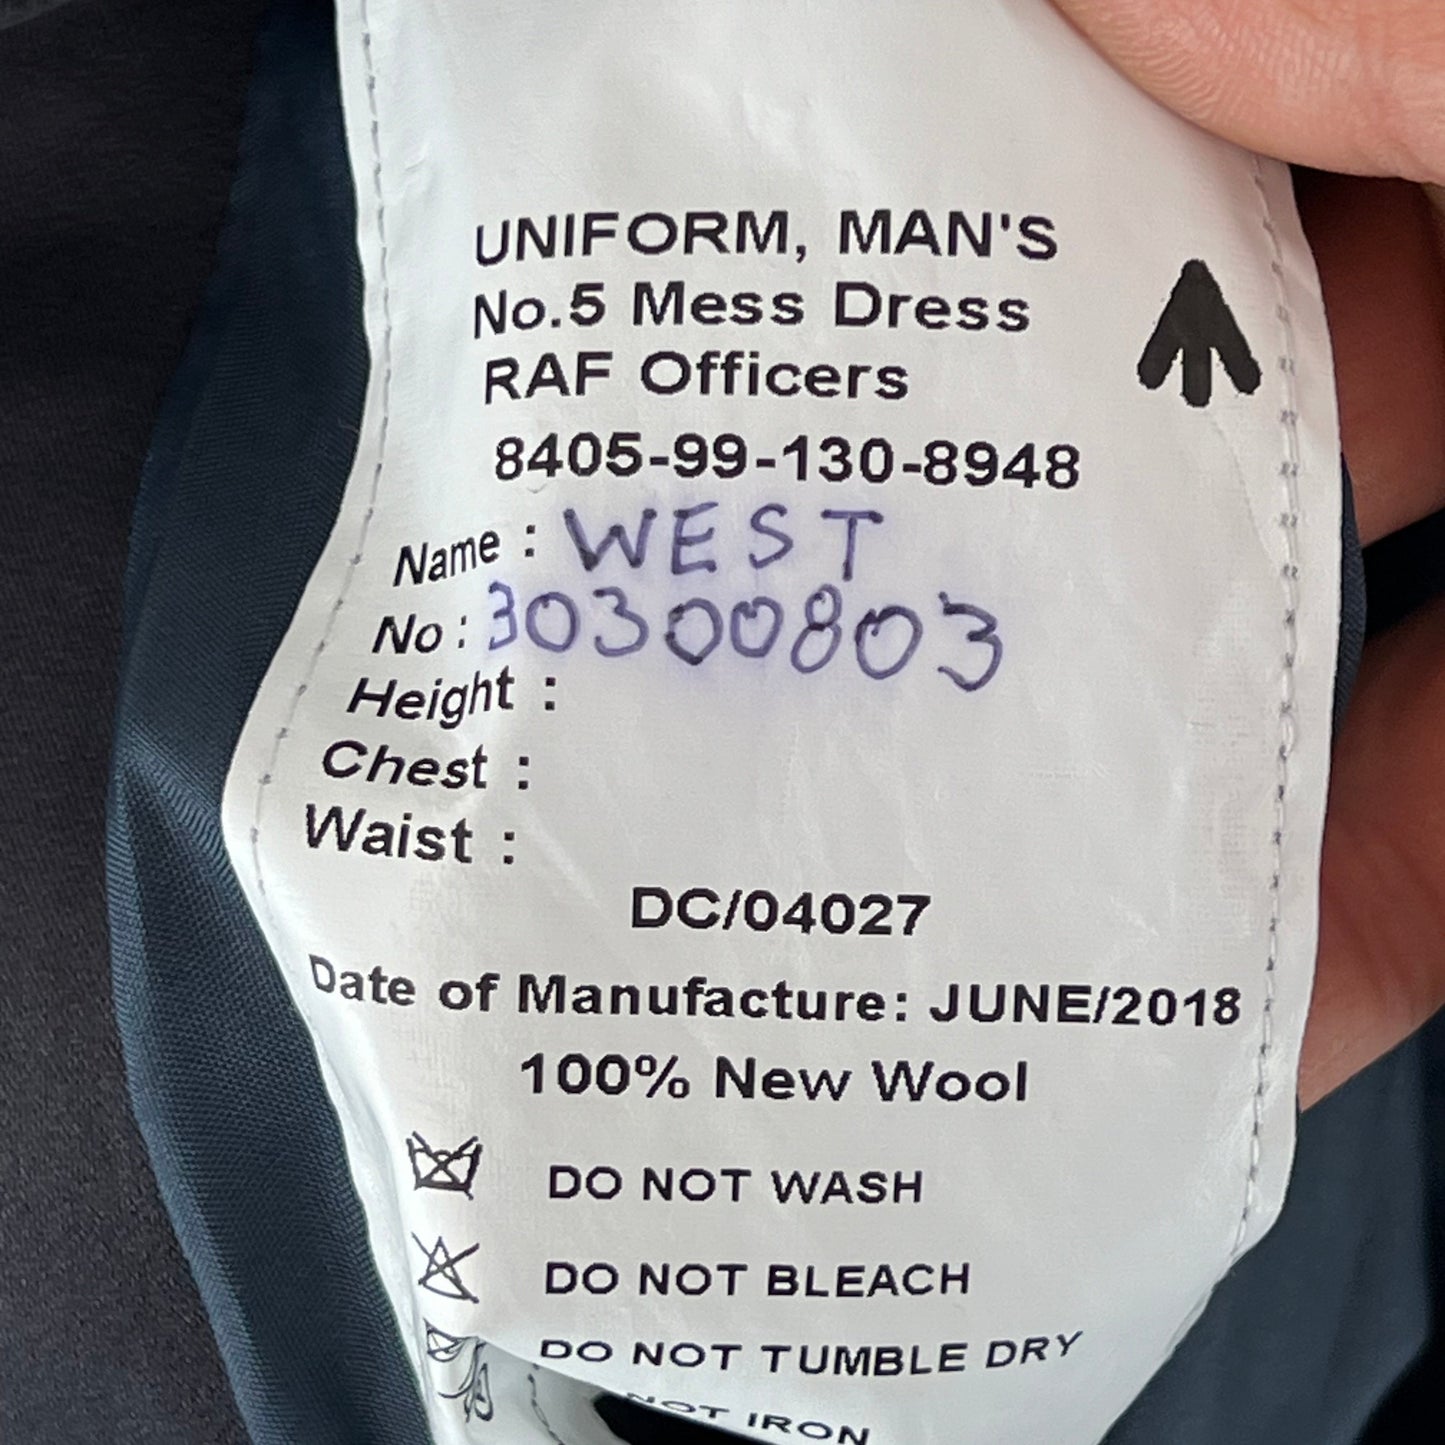 UNIFORM, MAN'S
No.5 Mess Dress
RAF Officers
8405-99-130-8948
Name : WEST
No : 30300803
Height :
Chest :
Waist :
DC/04027
Date of Manufacture: JUNE/2018
100% New Wool
DO NOT WASH
DO NOT BLEACH
DO NOT TUMBLE DRY
NOT IRON